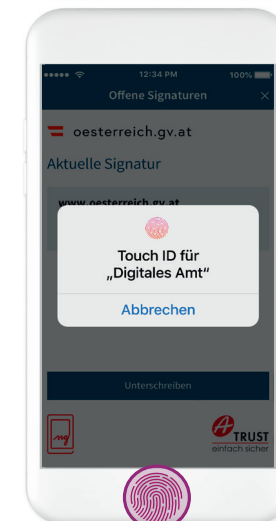 12:34 PM
100%
Offene Signaturen
oesterreich.gv.at
Aktuelle Signatur
www.oesterreich.gv.at
Touch ID für
„Digitales Amt“
Abbrechen
Unterschreiben
A TRUST
einfach sicher